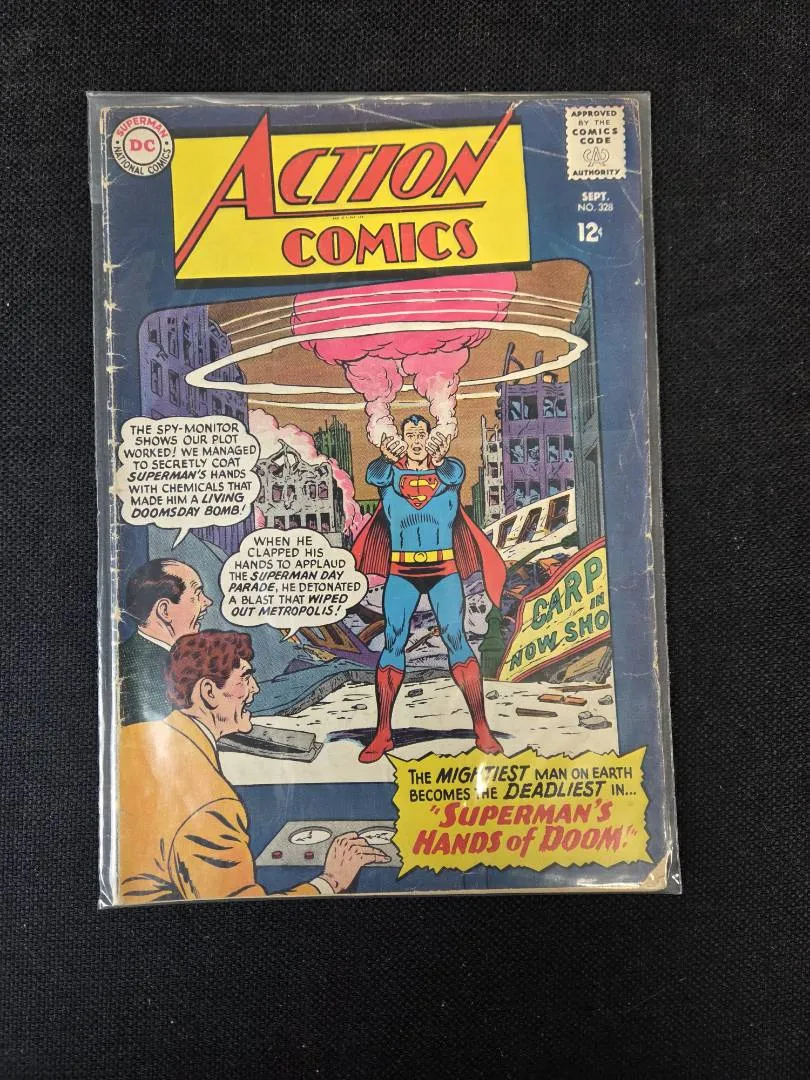 SUPERMAN
DC
NATIONAL COMICS
ACTION
COMICS
APPROVED
BY THE
COMICS
CODE
CA
AUTHORITY
SEPT.
NO. 328
12¢
THE SPY-MONITOR
SHOWS OUR PLOT
WORKED! WE MANAGED
TO SECRETLY COAT
SUPERMAN'S HANDS
WITH CHEMICALS THAT
MADE HIM A LIVING
DOOMSDAY BOMB!
WHEN HE
CLAPPED HIS
HANDS TO APPLAUD
THE SUPERMAN DAY
PARADE, HE DETONATED
A BLAST THAT WIPED
OUT METROPOLIS!
S
CAFE
CARP
IN
NOW SHO
THE MIGHTIEST MAN ON EARTH
BECOMES THE DEADLIEST IN...
"SUPERMAN'S
HANDS of DOOM!"